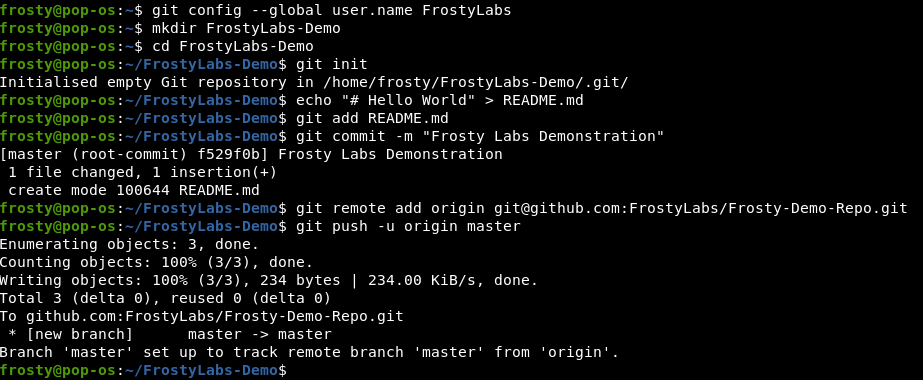 frosty@pop-os:~$ git config --global user.name FrostyLabs
frosty@pop-os:~$ mkdir FrostyLabs-Demo
frosty@pop-os:~$ cd FrostyLabs-Demo
frosty@pop-os:~/FrostyLabs-Demo$ git init
Initialised empty Git repository in /home/frosty/FrostyLabs-Demo/.git/
frosty@pop-os:~/FrostyLabs-Demo$ echo "# Hello World" > README.md
frosty@pop-os:~/FrostyLabs-Demo$ git add README.md
frosty@pop-os:~/FrostyLabs-Demo$ git commit -m "Frosty Labs Demonstration"
[master (root-commit) f529f0b] Frosty Labs Demonstration
 1 file changed, 1 insertion(+)
 create mode 100644 README.md
frosty@pop-os:~/FrostyLabs-Demo$ git remote add origin git@github.com:FrostyLabs/Frosty-Demo-Repo.git
frosty@pop-os:~/FrostyLabs-Demo$ git push -u origin master
Enumerating objects: 3, done.
Counting objects: 100% (3/3), done.
Writing objects: 100% (3/3), 234 bytes | 234.00 KiB/s, done.
Total 3 (delta 0), reused 0 (delta 0)
To github.com:FrostyLabs/Frosty-Demo-Repo.git
 * [new branch]      master -> master
Branch 'master' set up to track remote branch 'master' from 'origin'.
frosty@pop-os:~/FrostyLabs-Demo$